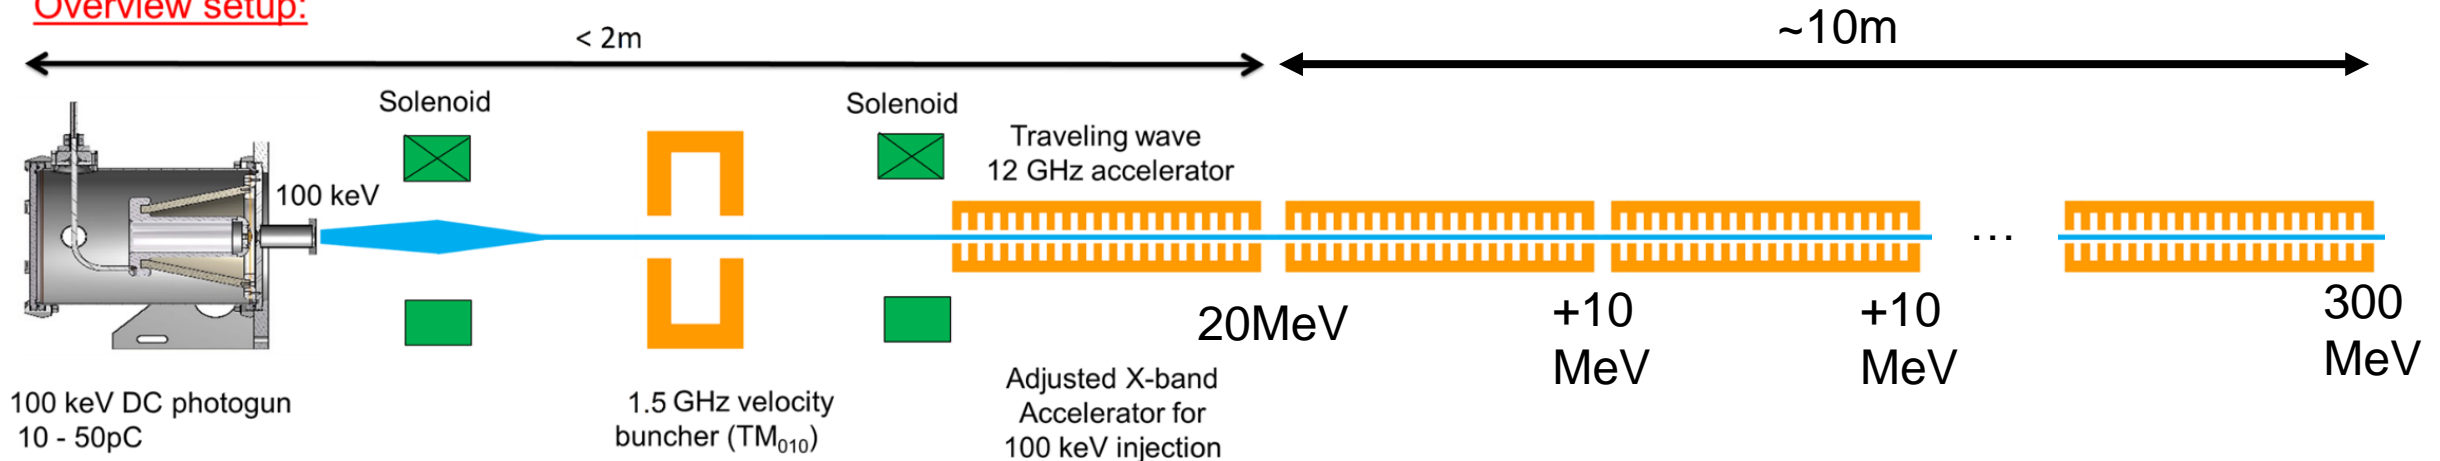 Overview setup:
< 2m
~10m
Solenoid
Solenoid
Traveling wave
12 GHz accelerator
100 keV
...
20MeV
+10
MeV
+10
MeV
300
MeV
100 keV DC photogun
10 - 50pC
1.5 GHz velocity
buncher (TM₀₁₀)
Adjusted X-band
Accelerator for
100 keV injection